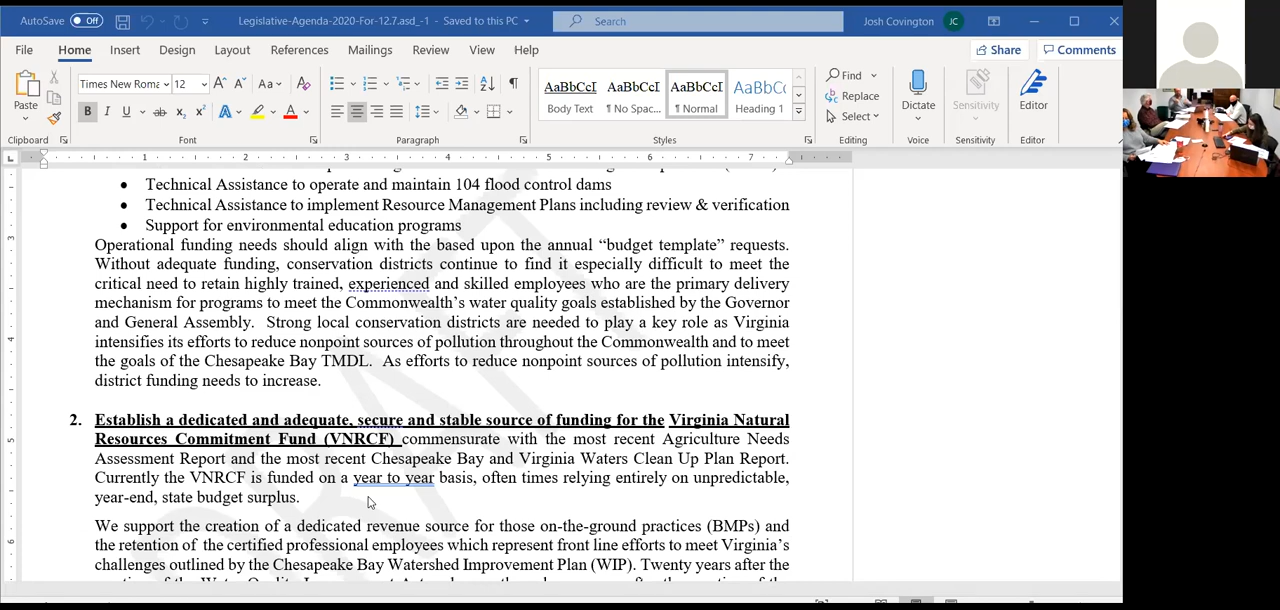 AutoSave Off Legislative-Agenda-2020-For-12.7.asd_-1 - Saved to this PC Search Josh Covington JC
File Home Insert Design Layout References Mailings Review View Help Share Comments
Times New Roma 12 Aa
Paste
B I U ab x₂ x² A A
AaBbCcI AaBbCcI AaBbCcI AaBbCc
Body Text ¶ No Spac... ¶ Normal Heading 1
Find
Replace
Select
Dictate Sensitivity Editor
Clipboard Font Paragraph Styles Editing Voice Sensitivity Editor
1 2 3 4 5 6 7
• Technical Assistance to operate and maintain 104 flood control dams
• Technical Assistance to implement Resource Management Plans including review & verification
• Support for environmental education programs
Operational funding needs should align with the based upon the annual “budget template” requests.
Without adequate funding, conservation districts continue to find it especially difficult to meet the
critical need to retain highly trained, experienced and skilled employees who are the primary delivery
mechanism for programs to meet the Commonwealth’s water quality goals established by the Governor
and General Assembly. Strong local conservation districts are needed to play a key role as Virginia
intensifies its efforts to reduce nonpoint sources of pollution throughout the Commonwealth and to meet
the goals of the Chesapeake Bay TMDL. As efforts to reduce nonpoint sources of pollution intensify,
district funding needs to increase.
2. Establish a dedicated and adequate, secure and stable source of funding for the Virginia Natural
Resources Commitment Fund (VNRCF) commensurate with the most recent Agriculture Needs
Assessment Report and the most recent Chesapeake Bay and Virginia Waters Clean Up Plan Report.
Currently the VNRCF is funded on a year to year basis, often times relying entirely on unpredictable,
year-end, state budget surplus.
We support the creation of a dedicated revenue source for those on-the-ground practices (BMPs) and
the retention of the certified professional employees which represent front line efforts to meet Virginia’s
challenges outlined by the Chesapeake Bay Watershed Improvement Plan (WIP). Twenty years after the